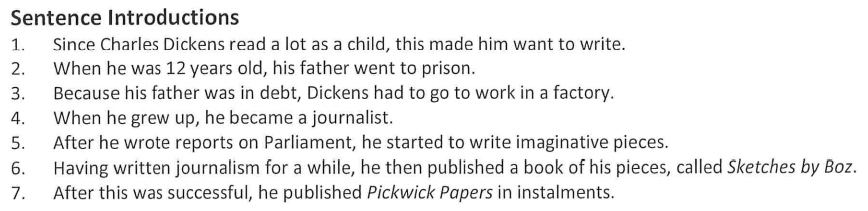 Sentence Introductions
1. Since Charles Dickens read a lot as a child, this made him want to write.
2. When he was 12 years old, his father went to prison.
3. Because his father was in debt, Dickens had to go to work in a factory.
4. When he grew up, he became a journalist.
5. After he wrote reports on Parliament, he started to write imaginative pieces.
6. Having written journalism for a while, he then published a book of his pieces, called Sketches by Boz.
7. After this was successful, he published Pickwick Papers in instalments.